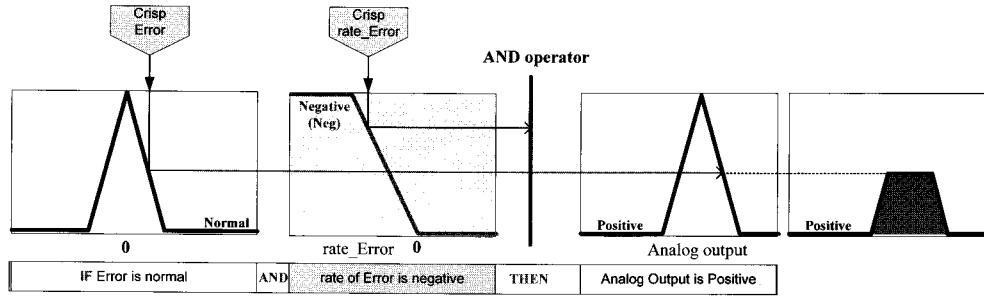 Crisp
Error
Crisp
rate_Error
AND operator
Negative
(Neg)
Normal
Positive
Positive
0
rate_Error
0
Analog output
IF Error is normal
AND
rate of Error is negative
THEN
Analog Output is Positive